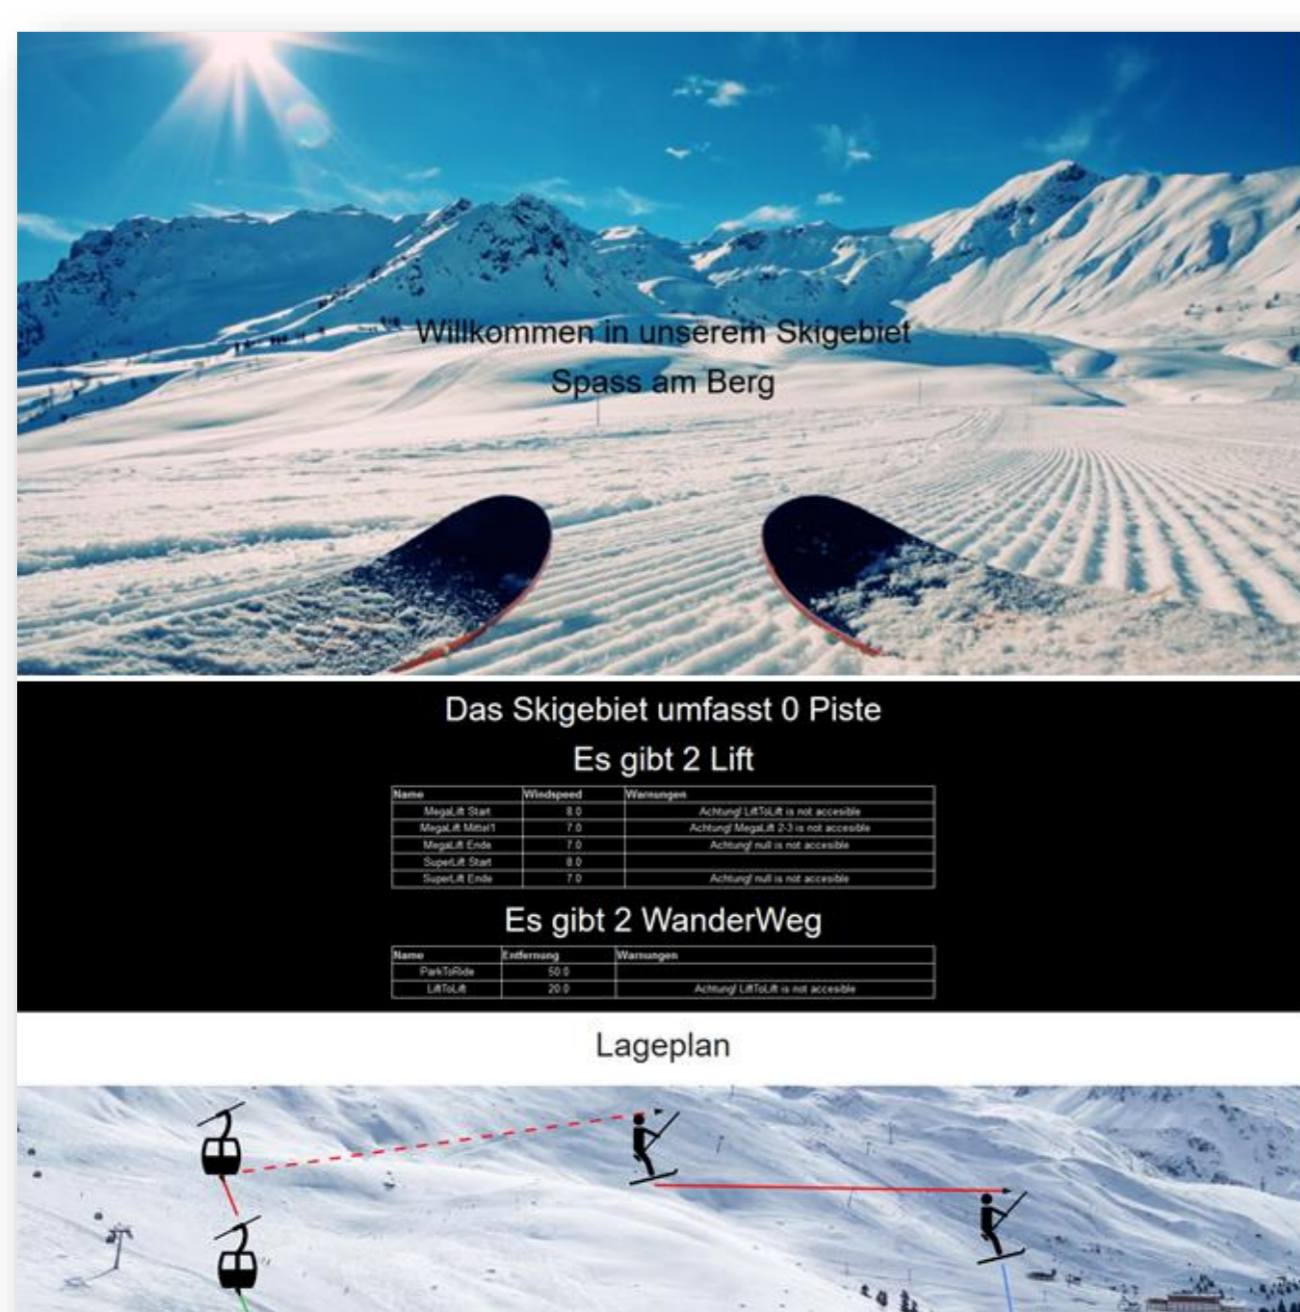 Willkommen in unserem Skigebiet
Spass am Berg
Das Skigebiet umfasst 0 Piste
Es gibt 2 Lift
Name Windspeed Warnungen
MegaLift Start 8.0 Achtung! LiftToLift is not accesible
MegaLift Mittel1 7.0 Achtung! MegaLift 2-3 is not accesible
MegaLift Ende 7.0 Achtung! null is not accesible
SuperLift Start 8.0
SuperLift Ende 7.0 Achtung! null is not accesible
Es gibt 2 WanderWeg
Name Entfernung Warnungen
ParkToRide 50.0
LiftToLift 20.0 Achtung! LiftToLift is not accesible
Lageplan